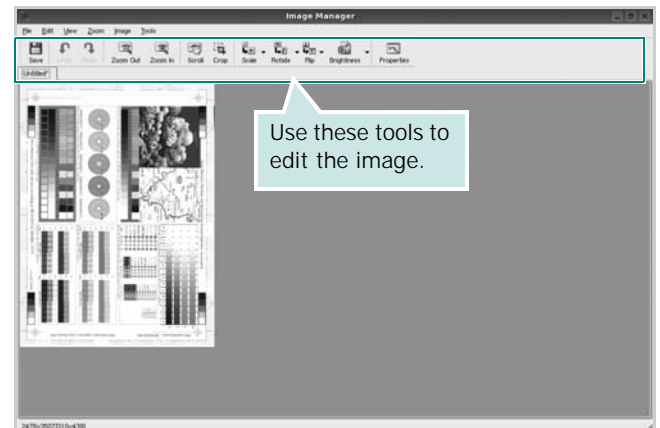 Image Manager
File Edit View Zoom Image Tools
Save Undo Redo Zoom Out Zoom In Scroll Crop Scale Rotate Flip Brightness Properties
Untitled*
Use these tools to
edit the image.